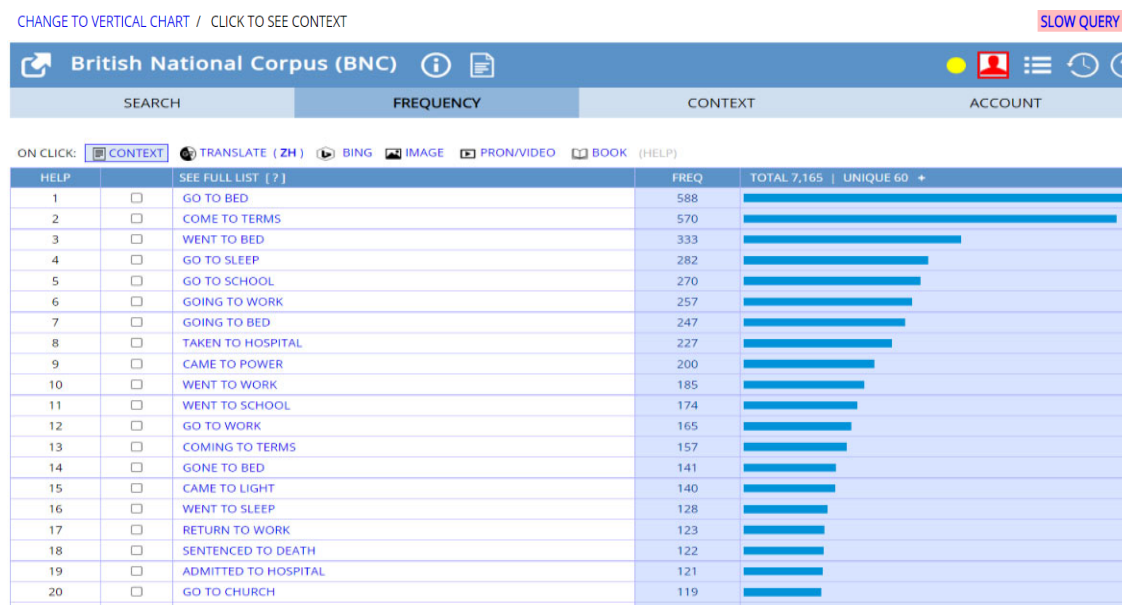 CHANGE TO VERTICAL CHART / CLICK TO SEE CONTEXT SLOW QUERY
British National Corpus (BNC)
SEARCH FREQUENCY CONTEXT ACCOUNT
ON CLICK: CONTEXT TRANSLATE (ZH) BING IMAGE PRON/VIDEO BOOK (HELP)
HELP SEE FULL LIST [?] FREQ TOTAL 7,165 | UNIQUE 60 +
1 GO TO BED 588
2 COME TO TERMS 570
3 WENT TO BED 333
4 GO TO SLEEP 282
5 GO TO SCHOOL 270
6 GOING TO WORK 257
7 GOING TO BED 247
8 TAKEN TO HOSPITAL 227
9 CAME TO POWER 200
10 WENT TO WORK 185
11 WENT TO SCHOOL 174
12 GO TO WORK 165
13 COMING TO TERMS 157
14 GONE TO BED 141
15 CAME TO LIGHT 140
16 WENT TO SLEEP 128
17 RETURN TO WORK 123
18 SENTENCED TO DEATH 122
19 ADMITTED TO HOSPITAL 121
20 GO TO CHURCH 119